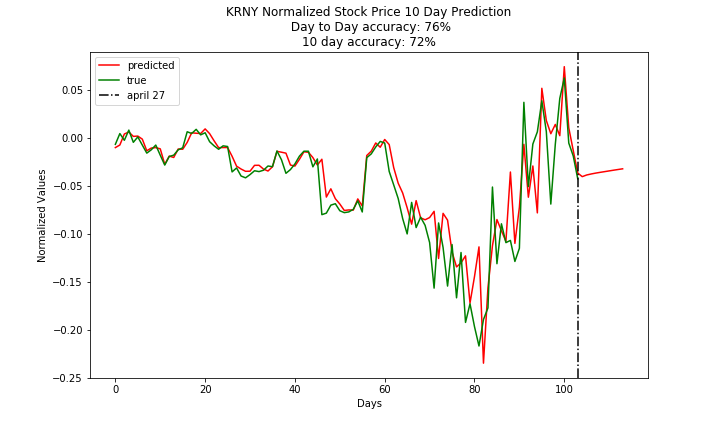 KRNY Normalized Stock Price 10 Day Prediction
Day to Day accuracy: 76%
10 day accuracy: 72%
predicted
true
april 27
0.05
0.00
−0.05
−0.10
−0.15
−0.20
−0.25
Normalized Values
0 20 40 60 80 100
Days